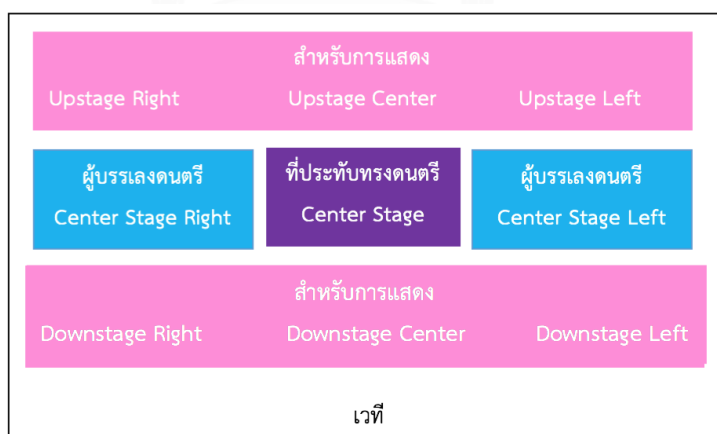 สำหรับการแสดง
Upstage Right Upstage Center Upstage Left
ผู้บรรเลงดนตรี ที่ประทับทรงดนตรี ผู้บรรเลงดนตรี
Center Stage Right Center Stage Center Stage Left
สำหรับการแสดง
Downstage Right Downstage Center Downstage Left
เวที